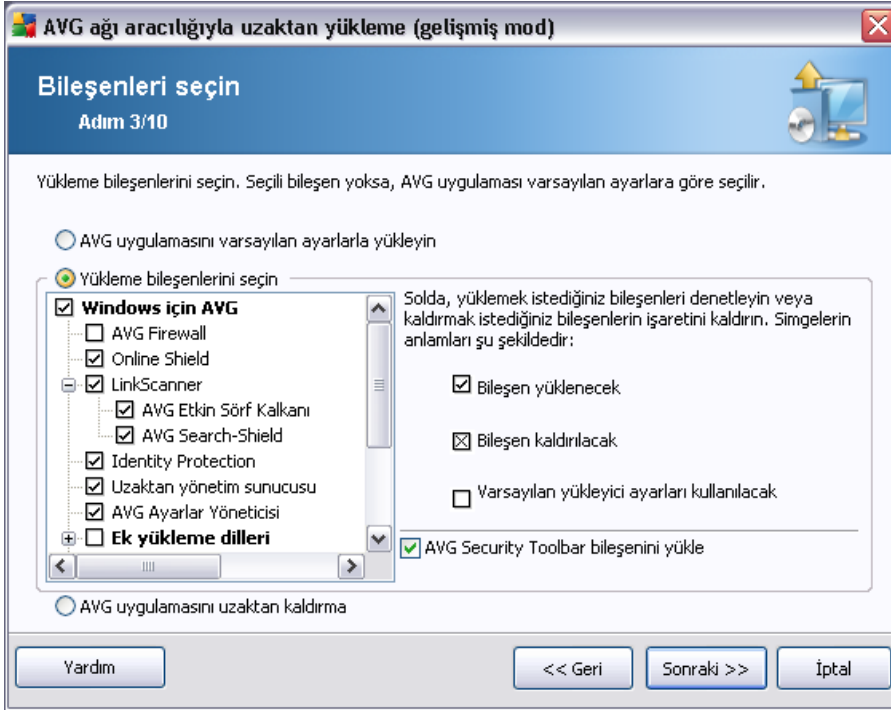 AVG ağı aracılığıyla uzaktan yükleme (gelişmiş mod)
Bileşenleri seçin
Adım 3/10
Yükleme bileşenlerini seçin. Seçili bileşen yoksa, AVG uygulaması varsayılan ayarlara göre seçilir.
AVG uygulamasını varsayılan ayarlarla yükleyin
Yükleme bileşenlerini seçin
Windows için AVG
AVG Firewall
Online Shield
LinkScanner
AVG Etkin Sörf Kalkanı
AVG Search-Shield
Identity Protection
Uzaktan yönetim sunucusu
AVG Ayarlar Yöneticisi
Ek yükleme dilleri
Solda, yüklemek istediğiniz bileşenleri denetleyin veya
kaldırmak istediğiniz bileşenlerin işaretini kaldırın. Simgelerin
anlamları şu şekildedir:
Bileşen yüklenecek
Bileşen kaldırılacak
Varsayılan yükleyici ayarları kullanılacak
AVG Security Toolbar bileşenini yükle
AVG uygulamasını uzaktan kaldırma
Yardım
<< Geri
Sonraki >>
İptal